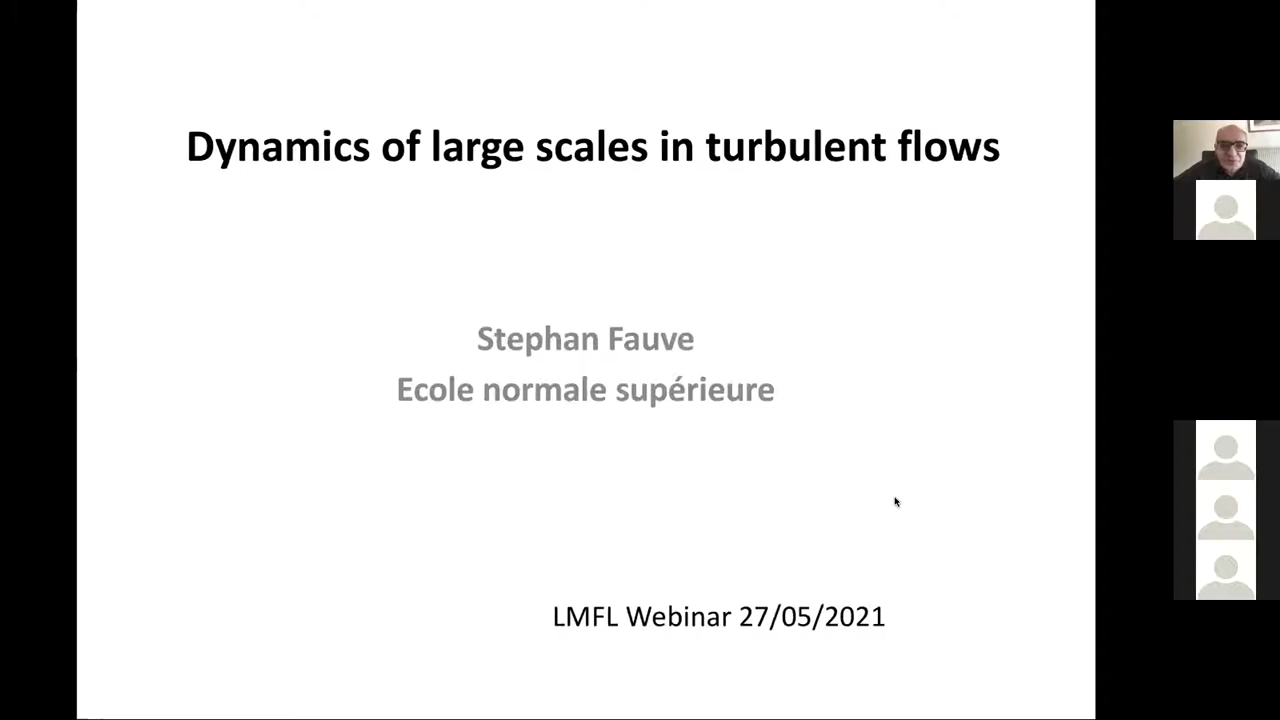 Dynamics of large scales in turbulent flows
Stephan Fauve
Ecole normale supérieure
LMFL Webinar 27/05/2021